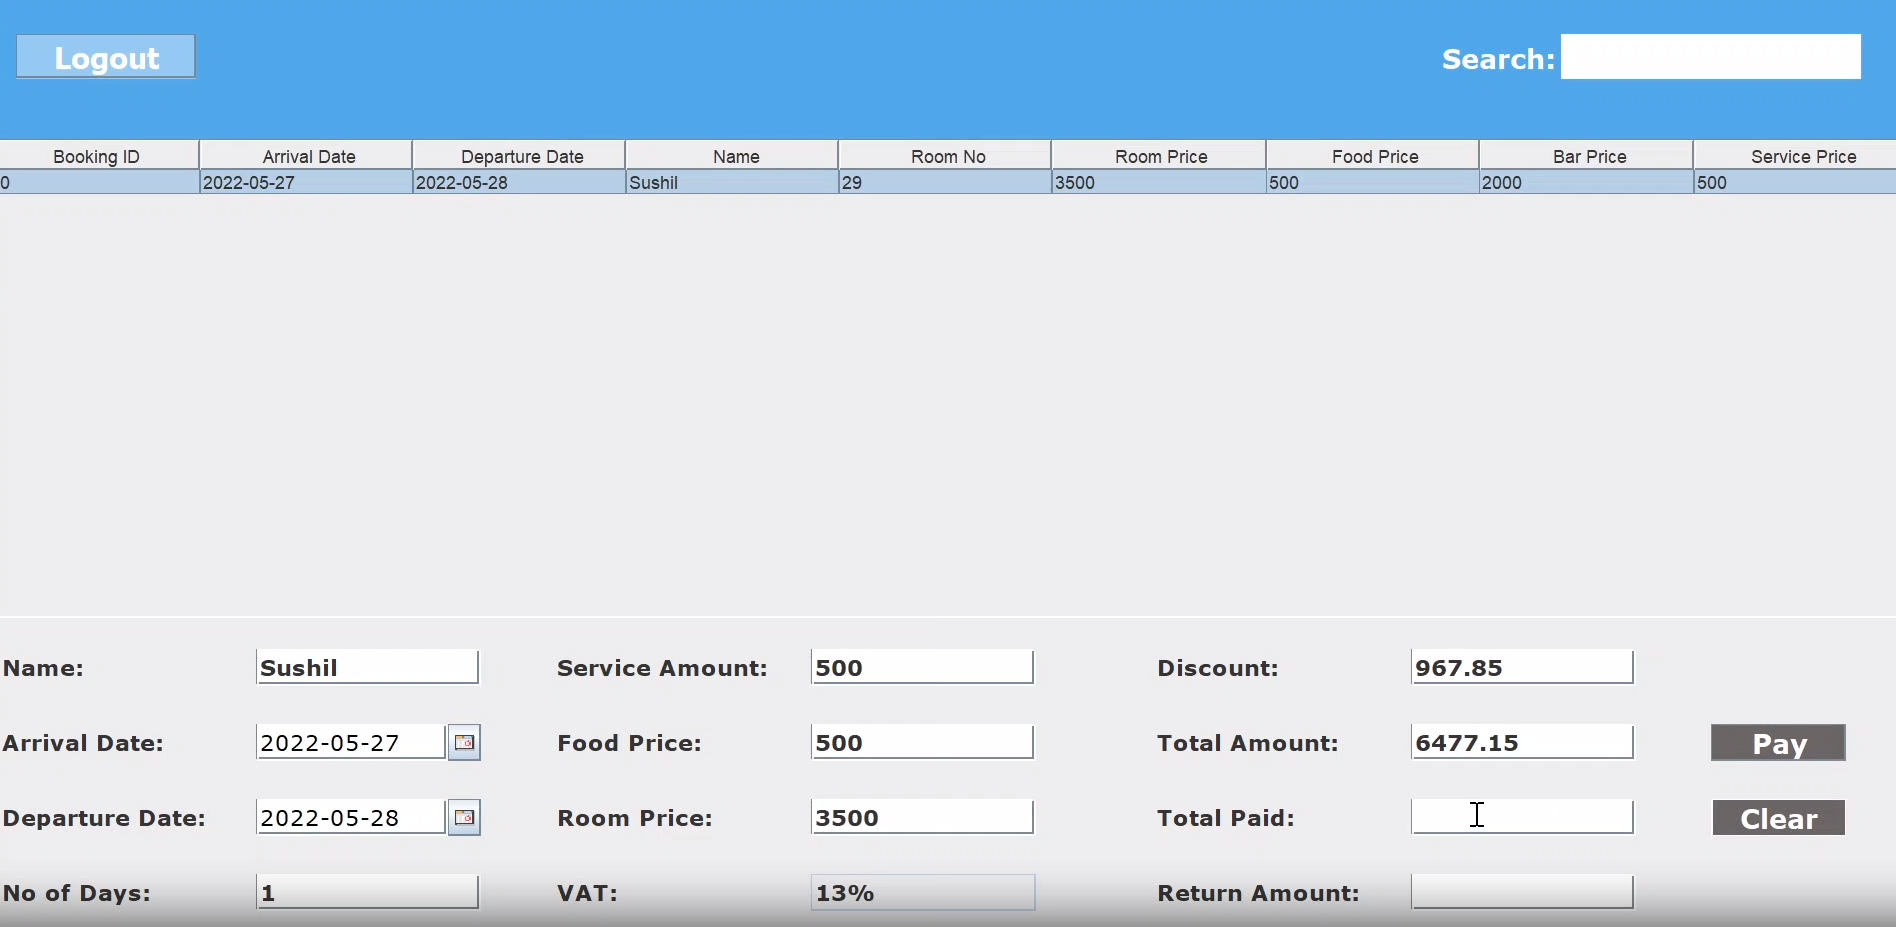 Logout Search:
Booking ID Arrival Date Departure Date Name Room No Room Price Food Price Bar Price Service Price
0 2022-05-27 2022-05-28 Sushil 29 3500 500 2000 500
Name: Sushil Service Amount: 500 Discount: 967.85
Arrival Date: 2022-05-27 Food Price: 500 Total Amount: 6477.15 Pay
Departure Date: 2022-05-28 Room Price: 3500 Total Paid: Clear
No of Days: 1 VAT: 13% Return Amount: